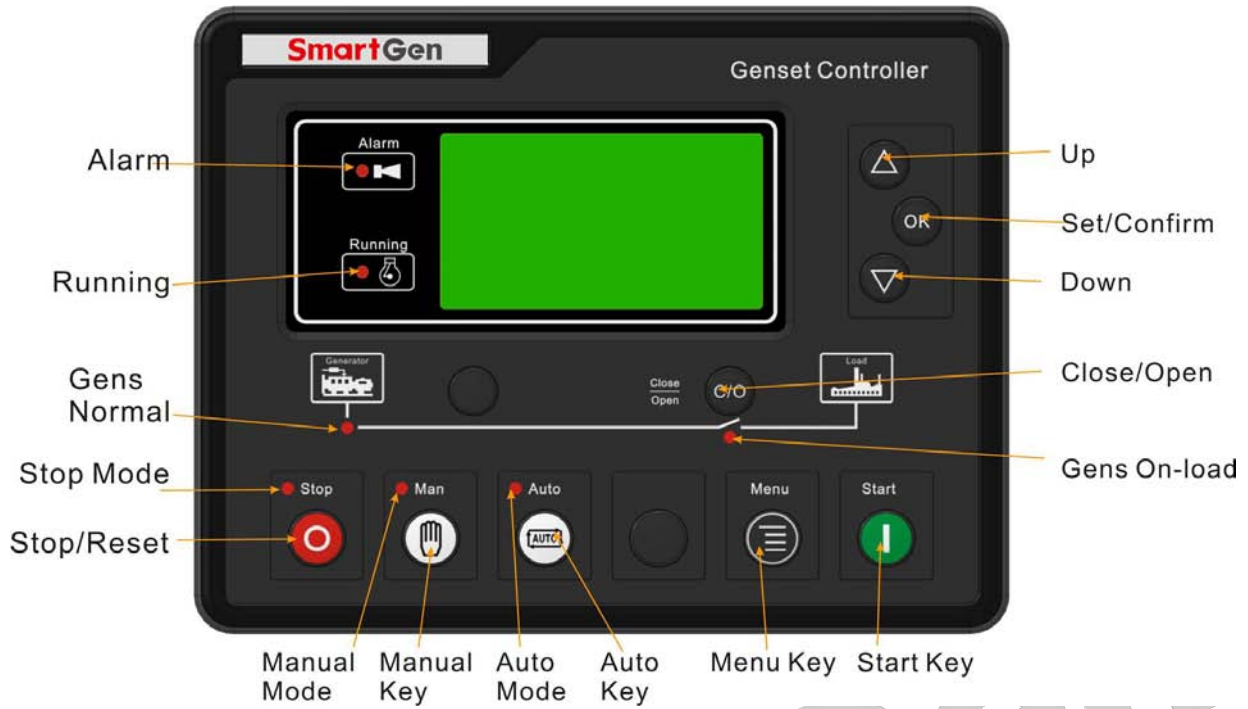 SmartGen
Genset Controller
Alarm
Alarm
Up
OK
Set/Confirm
Running
Running
Down
Generator
Load
Gens
Normal
Close
Open
C/O
Close/Open
Stop Mode
Gens On-load
Stop
Man
Auto
Menu
Start
Stop/Reset
AUTO
Manual
Mode
Manual
Key
Auto
Mode
Auto
Key
Menu Key
Start Key